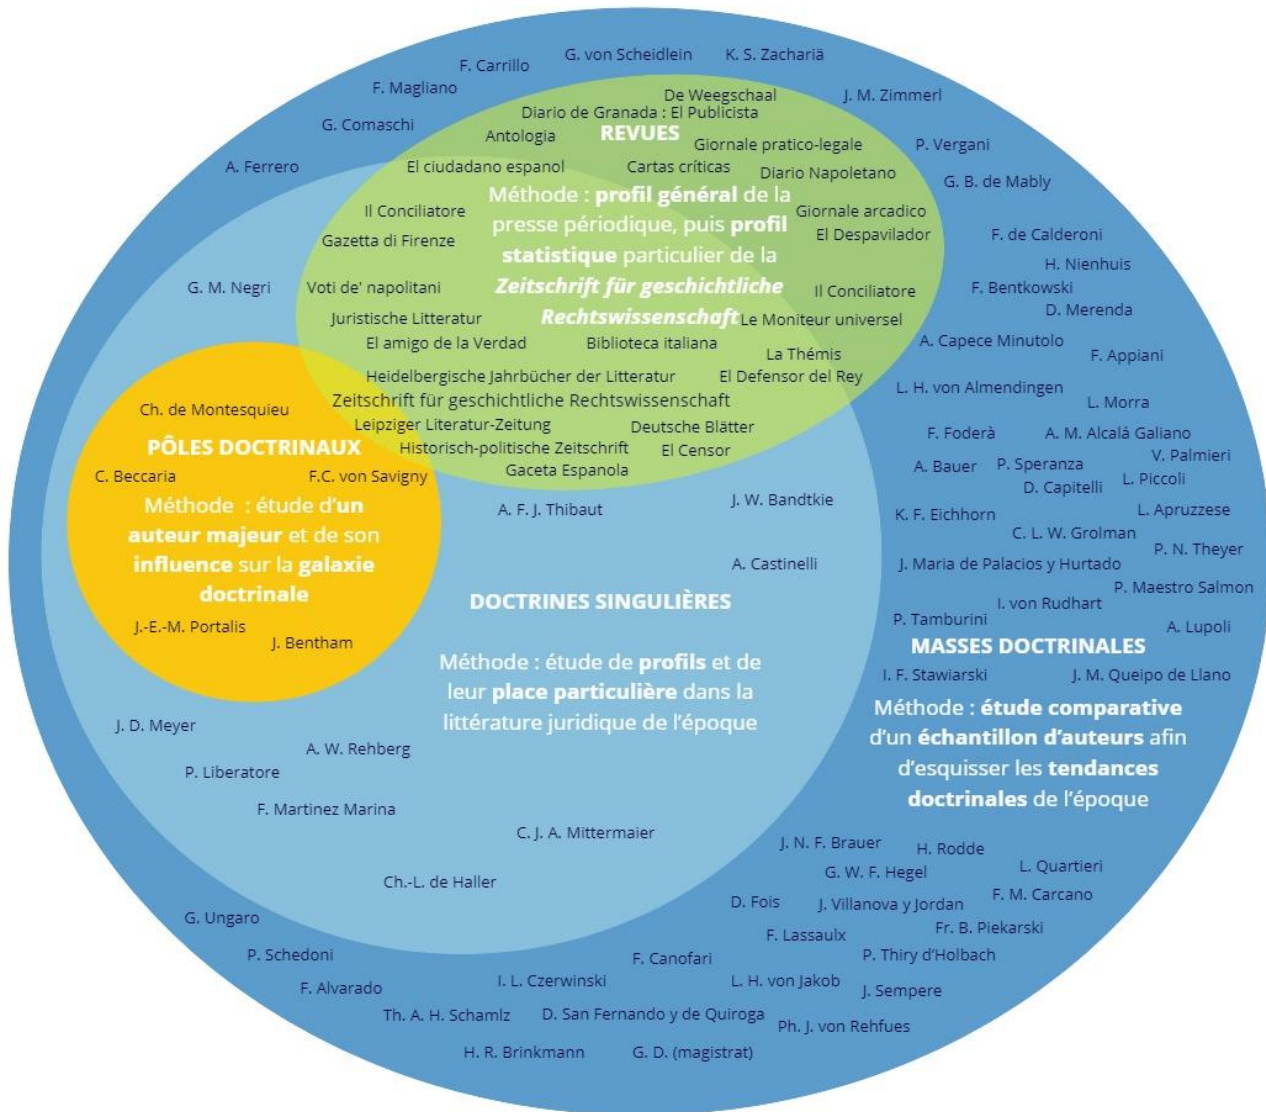 G. von Scheidlein
K. S. Zachariä
F. Carrillo
F. Magliano
De Weegschaal
J. M. Zimmerl
Diario de Granada : El Publicista
G. Comaschi
Antologia
REVUES
Giornale pratico-legale
P. Vergani
A. Ferrero
El ciudadano espanol
Cartas críticas
Diario Napoletano
G. B. de Mably
Méthode : profil général de la
presse périodique, puis profil
statistique particulier de la
Zeitschrift für geschichtliche
Rechtswissenschaft
Il Conciliatore
Giornale arcadico
Gazetta di Firenze
El Despavilador
F. de Calderoni
H. Nienhuis
G. M. Negri
Voti de' napolitani
Il Conciliatore
F. Bentkowski
D. Merenda
Juristische Litteratur
Le Moniteur universel
El amigo de la Verdad
Biblioteca italiana
La Thémis
A. Capece Minutolo
F. Appiani
Heidelbergische Jahrbücher der Litteratur
El Defensor del Rey
L. H. von Almendingen
Zeitschrift für geschichtliche Rechtswissenschaft
L. Morra
Leipziger Literatur-Zeitung
Deutsche Blätter
Historisch-politische Zeitschrift
El Censor
Gaceta Espanola
F. Foderà
A. M. Alcalá Galiano
V. Palmieri
A. Bauer
P. Speranza
L. Piccoli
D. Capitelli
Ch. de Montesquieu
PÔLES DOCTRINAUX
C. Beccaria
F.C. von Savigny
Méthode : étude d'un
auteur majeur et de son
influence sur la galaxie
doctrinale
J.-E.-M. Portalis
J. Bentham
A. F. J. Thibaut
J. W. Bandtkie
A. Castinelli
DOCTRINES SINGULIÈRES
Méthode : étude de profils et de
leur place particulière dans la
littérature juridique de l'époque
K. F. Eichhorn
L. Apruzzese
C. L. W. Grolman
P. N. Theyer
J. Maria de Palacios y Hurtado
P. Maestro Salmon
I. von Rudhart
P. Tamburini
A. Lupoli
MASSES DOCTRINALES
I. F. Stawiarski
J. M. Queipo de Llano
Méthode : étude comparative
d'un échantillon d'auteurs afin
d'esquisser les tendances
doctrinales de l'époque
J. D. Meyer
A. W. Rehberg
P. Liberatore
F. Martinez Marina
C. J. A. Mittermaier
Ch.-L. de Haller
J. N. F. Brauer
H. Rodde
G. W. F. Hegel
L. Quartieri
D. Fois
J. Villanova y Jordan
F. M. Carcano
G. Ungaro
F. Lassaulx
Fr. B. Piekarski
P. Schedoni
F. Canofari
P. Thiry d'Holbach
F. Alvarado
I. L. Czerwinski
L. H. von Jakob
J. Sempere
Th. A. H. Schamlz
D. San Fernando y de Quiroga
Ph. J. von Rehfues
H. R. Brinkmann
G. D. (magistrat)